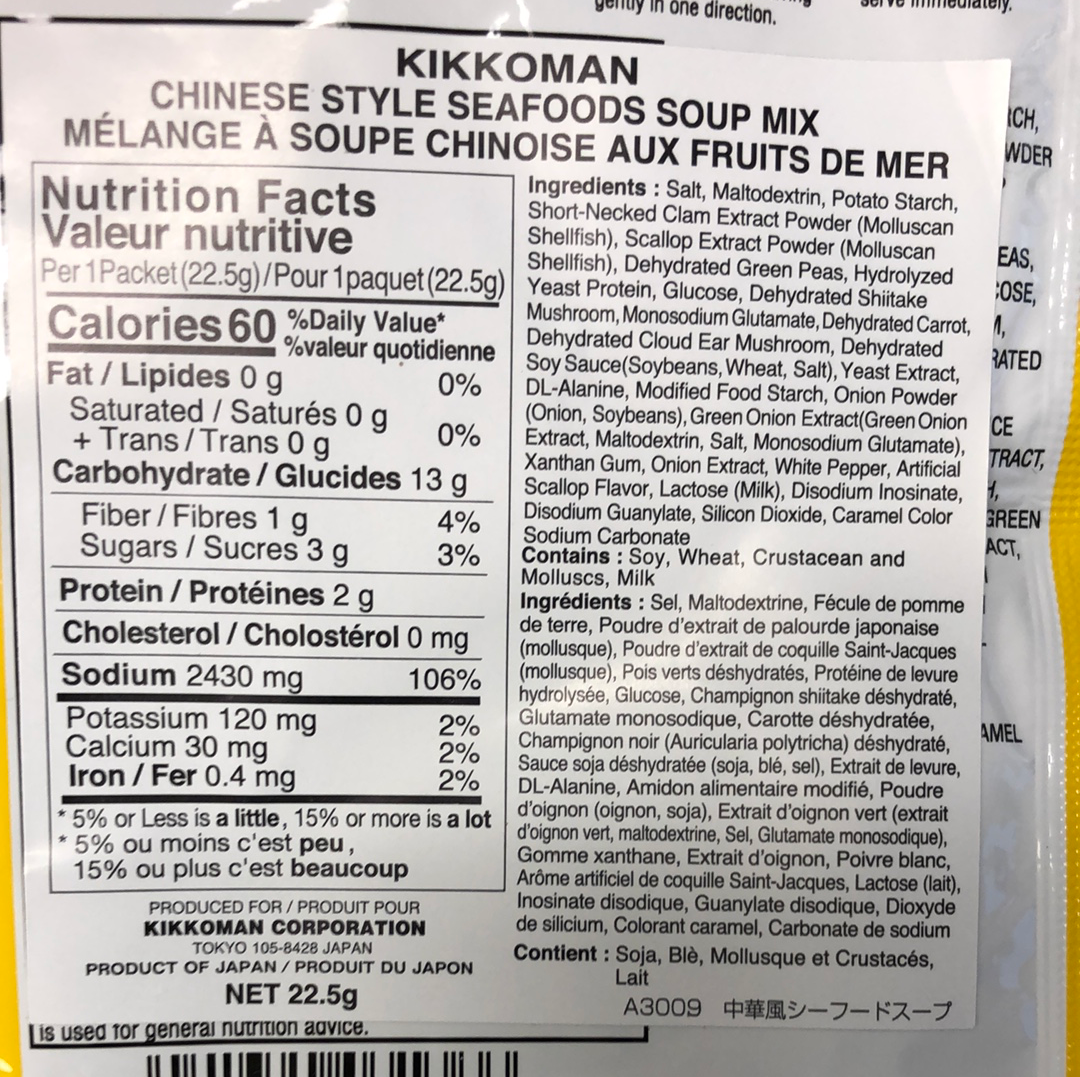 gently in one direction.
serve immediately.
KIKKOMAN
CHINESE STYLE SEAFOODS SOUP MIX
MÉLANGE À SOUPE CHINOISE AUX FRUITS DE MER
Nutrition Facts
Valeur nutritive
Per 1 Packet (22.5g) / Pour 1 paquet (22.5g)
Calories 60 %Daily Value*
%valeur quotidienne
Fat / Lipides 0 g 0%
Saturated / Saturés 0 g
+ Trans / Trans 0 g 0%
Carbohydrate / Glucides 13 g
Fiber / Fibres 1 g 4%
Sugars / Sucres 3 g 3%
Protein / Protéines 2 g
Cholesterol / Cholostérol 0 mg
Sodium 2430 mg 106%
Potassium 120 mg 2%
Calcium 30 mg 2%
Iron / Fer 0.4 mg 2%
* 5% or Less is a little, 15% or more is a lot
* 5% ou moins c'est peu,
15% ou plus c'est beaucoup
PRODUCED FOR / PRODUIT POUR
KIKKOMAN CORPORATION
TOKYO 105-8428 JAPAN
PRODUCT OF JAPAN / PRODUIT DU JAPON
NET 22.5g
is used for general nutrition advice.
Ingredients : Salt, Maltodextrin, Potato Starch,
Short-Necked Clam Extract Powder (Molluscan
Shellfish), Scallop Extract Powder (Molluscan
Shellfish), Dehydrated Green Peas, Hydrolyzed
Yeast Protein, Glucose, Dehydrated Shiitake
Mushroom, Monosodium Glutamate, Dehydrated Carrot,
Dehydrated Cloud Ear Mushroom, Dehydrated
Soy Sauce(Soybeans, Wheat, Salt), Yeast Extract,
DL-Alanine, Modified Food Starch, Onion Powder
(Onion, Soybeans), Green Onion Extract(Green Onion
Extract, Maltodextrin, Salt, Monosodium Glutamate),
Xanthan Gum, Onion Extract, White Pepper, Artificial
Scallop Flavor, Lactose (Milk), Disodium Inosinate,
Disodium Guanylate, Silicon Dioxide, Caramel Color
Sodium Carbonate
Contains : Soy, Wheat, Crustacean and
Molluscs, Milk
Ingrédients : Sel, Maltodextrine, Fécule de pomme
de terre, Poudre d'extrait de palourde japonaise
(mollusque), Poudre d'extrait de coquille Saint-Jacques
(mollusque), Pois verts déshydratés, Protéine de levure
hydrolysée, Glucose, Champignon shiitake déshydraté,
Glutamate monosodique, Carotte déshydratée,
Champignon noir (Auricularia polytricha) déshydraté,
Sauce soja déshydratée (soja, blé, sel), Extrait de levure,
DL-Alanine, Amidon alimentaire modifié, Poudre
d'oignon (oignon, soja), Extrait d'oignon vert (extrait
d'oignon vert, maltodextrine, Sel, Glutamate monosodique),
Gomme xanthane, Extrait d'oignon, Poivre blanc,
Arôme artificiel de coquille Saint-Jacques, Lactose (lait),
Inosinate disodique, Guanylate disodique, Dioxyde
de silicium, Colorant caramel, Carbonate de sodium
Contient : Soja, Blè, Mollusque et Crustacés,
Lait
A3009 中華風シーフードスープ
RCH,
WDER
EAS,
COSE,
RATED
CE
TRACT,
GREEN
ACT,
AMEL